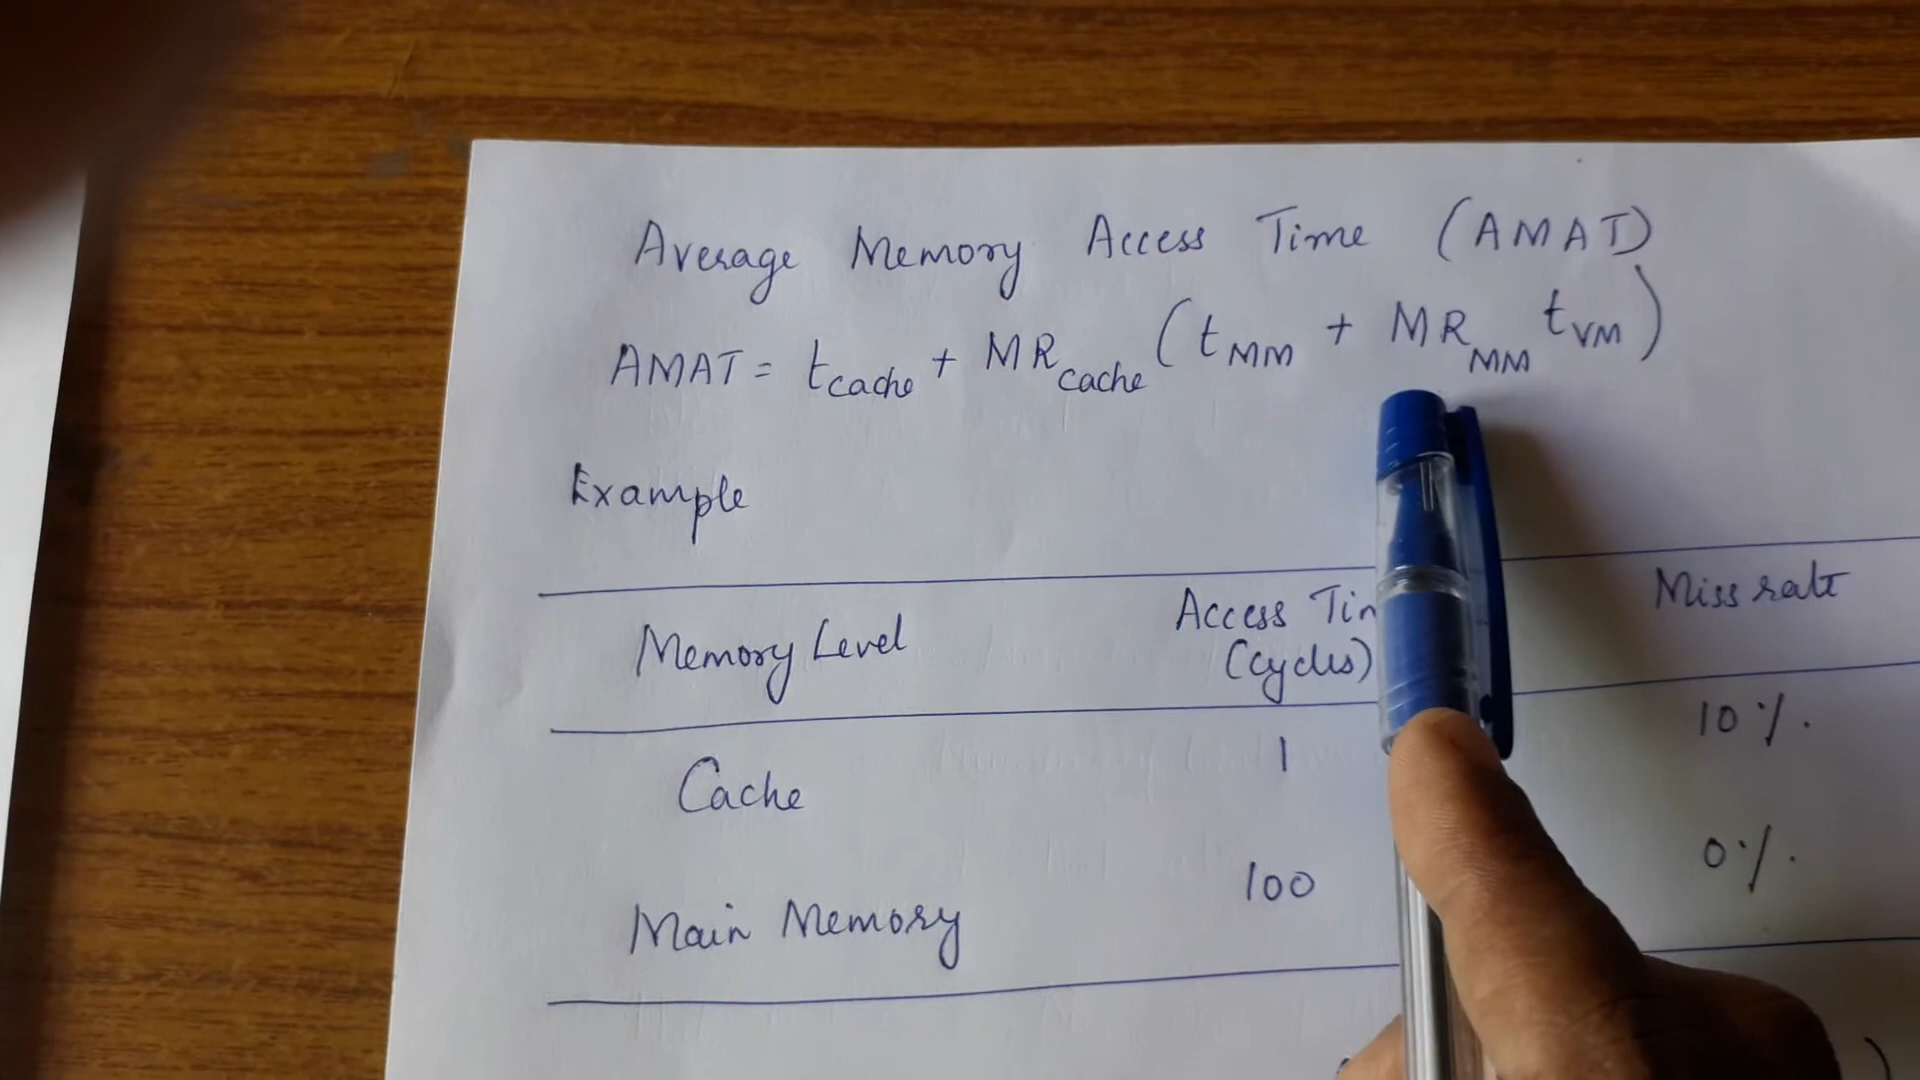 Average Memory Access Time (AMAT)
AMAT = tcache + MRcache (tMM + MRMM tVM)
Example
Memory Level Access Tim Miss rate
(cycles)
Cache 1 10%.
Main Memory 100 0%.
)